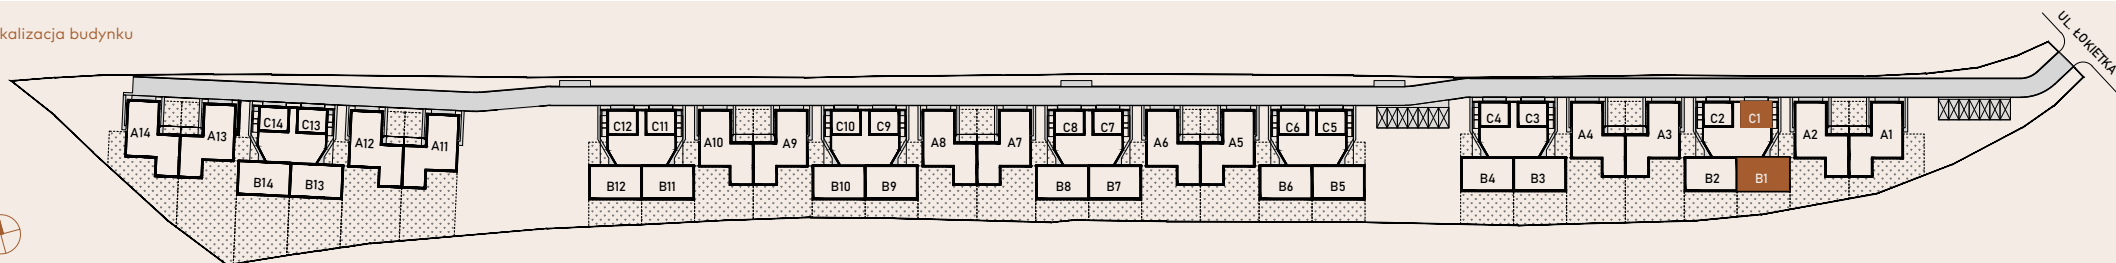 kalizacja budynku
UL. ŁOKIETKA
A14 A13 C14 C13 A12 A11 C12 C11 A10 A9 C10 C9 A8 A7 C8 C7 A6 A5 C6 C5 C4 C3 A4 A3 C2 C1 A2 A1
B14 B13 B12 B11 B10 B9 B8 B7 B6 B5 B4 B3 B2 B1